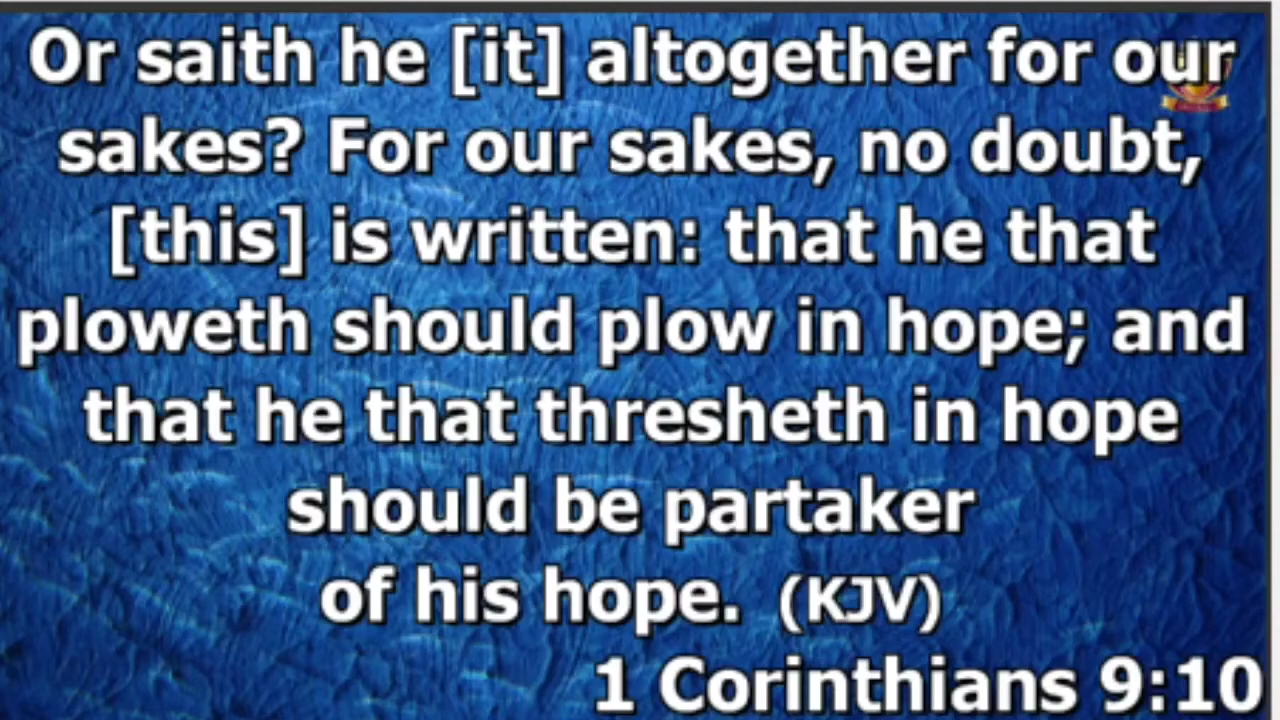 Or saith he [it] altogether for our
sakes? For our sakes, no doubt,
[this] is written: that he that
ploweth should plow in hope; and
that he that thresheth in hope
should be partaker
of his hope. (KJV)
1 Corinthians 9:10